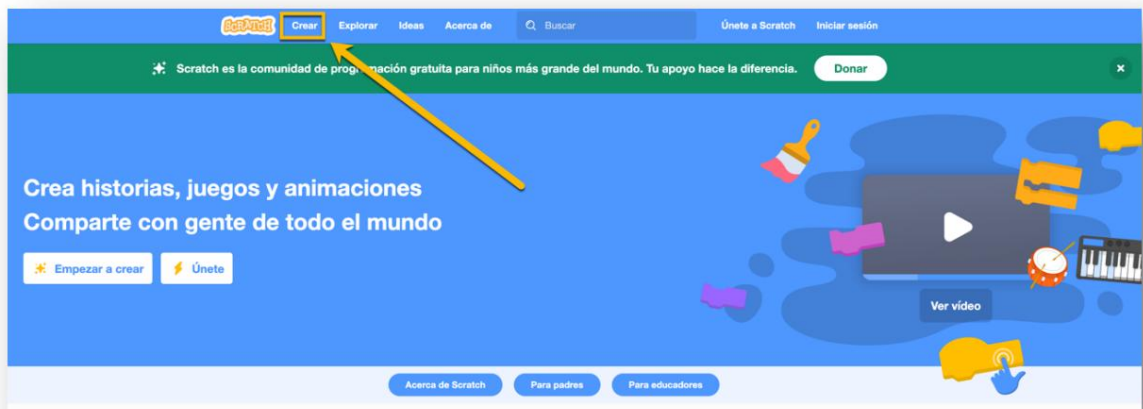 SCRATCH Crear Explorar Ideas Acerca de Buscar Únete a Scratch Iniciar sesión
Scratch es la comunidad de programación gratuita para niños más grande del mundo. Tu apoyo hace la diferencia. Donar
Crea historias, juegos y animaciones
Comparte con gente de todo el mundo
Empezar a crear Únete
Ver vídeo
Acerca de Scratch Para padres Para educadores